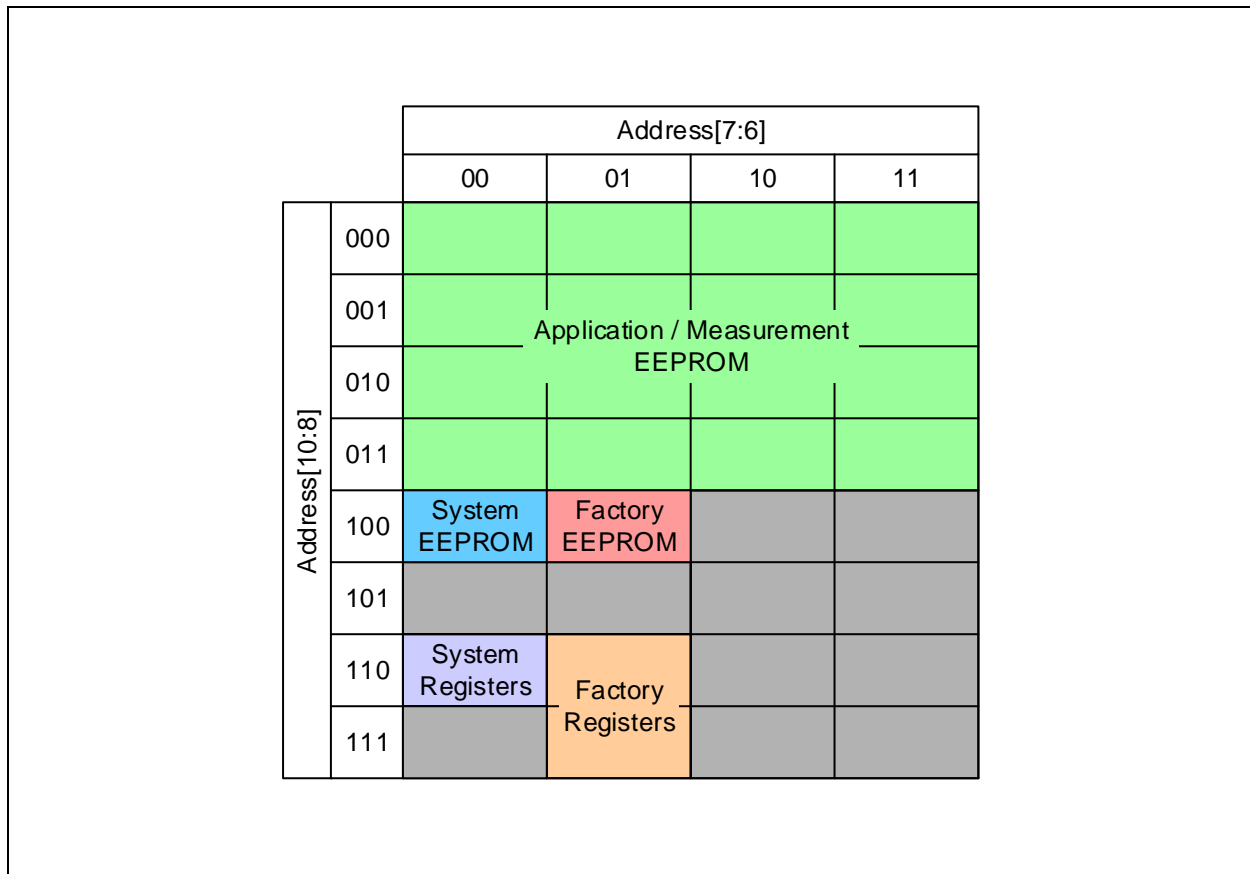 Address[7:6]
00 01 10 11
Address[10:8]
000
001
Application / Measurement
EEPROM
010
011
100
System
EEPROM
Factory
EEPROM
101
110
System
Registers
Factory
Registers
111